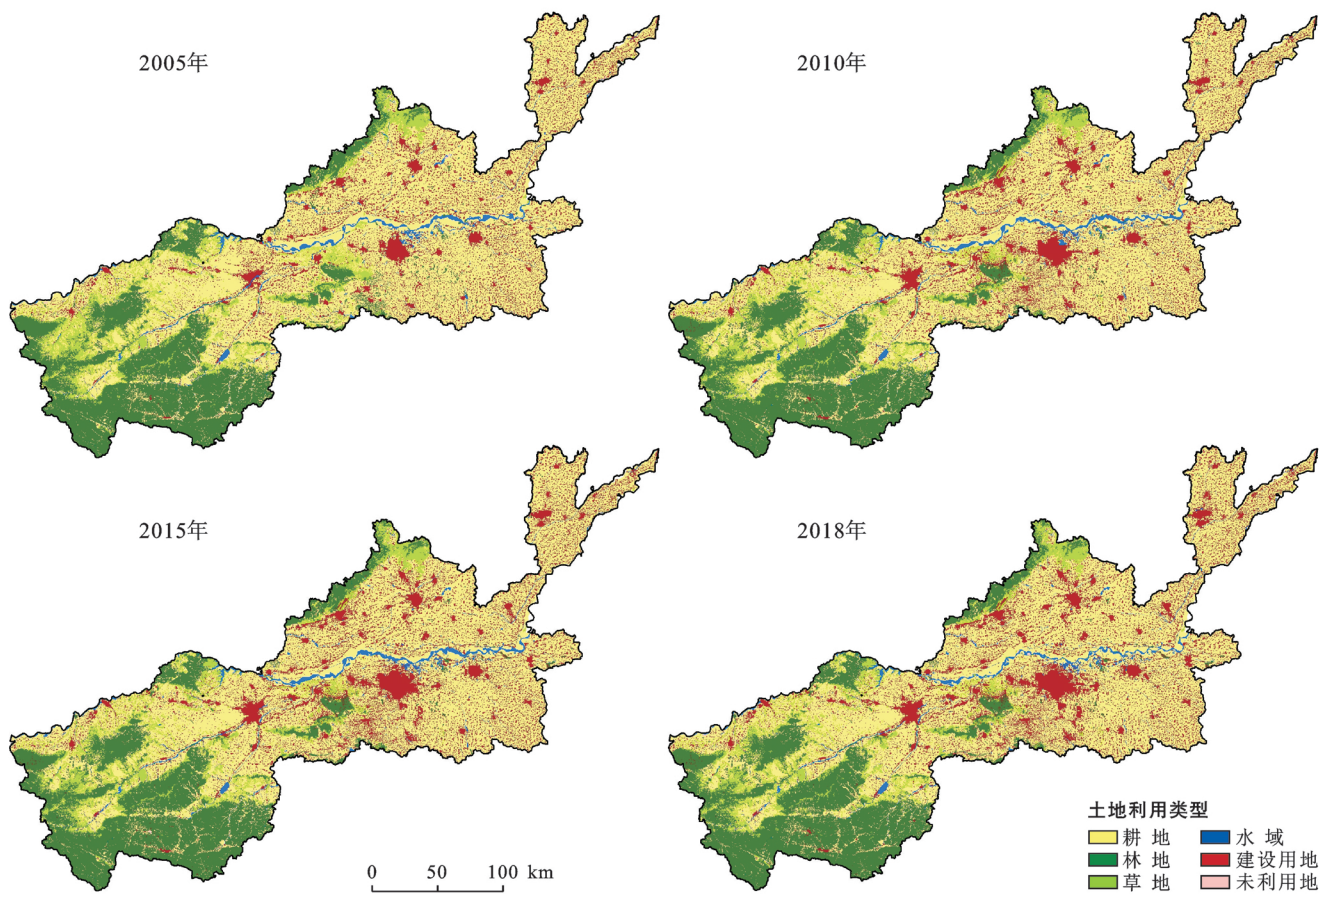 2005年
2010年
2015年
2018年
0 50 100 km
土地利用类型
耕 地
水 域
林 地
建设用地
草 地
未利用地